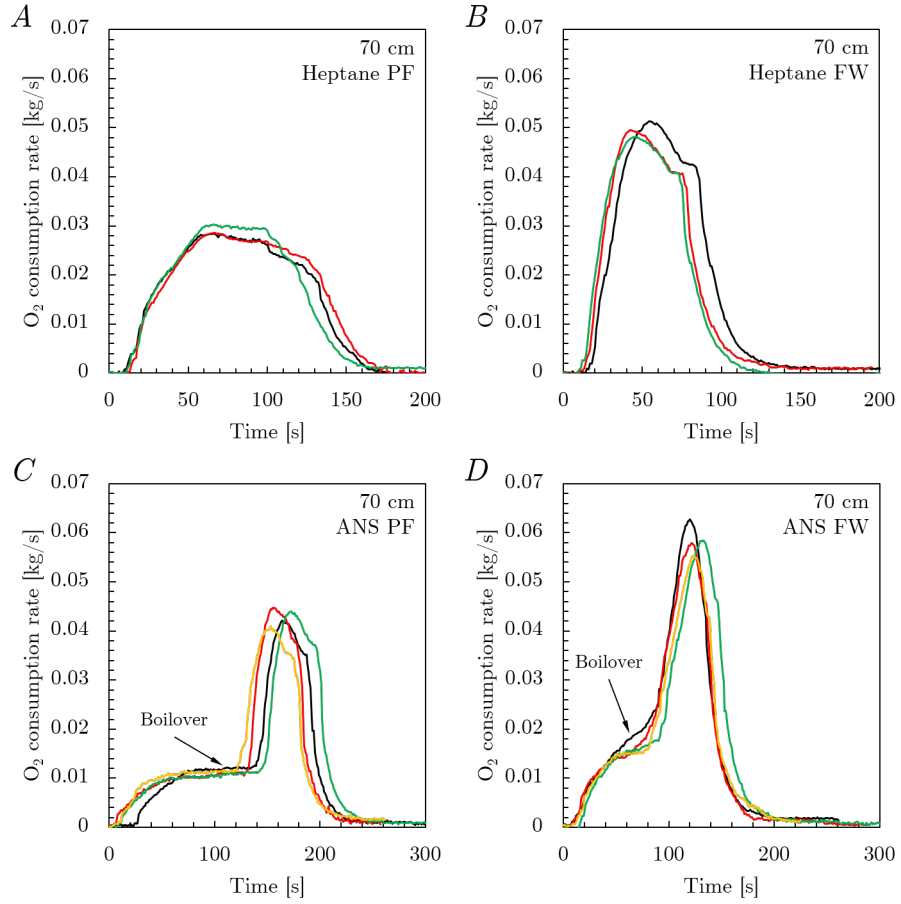 A
O₂ consumption rate [kg/s]
0.07
0.06
0.05
0.04
0.03
0.02
0.01
0
70 cm
Heptane PF
0 50 100 150 200
Time [s]
B
O₂ consumption rate [kg/s]
0.07
0.06
0.05
0.04
0.03
0.02
0.01
0
70 cm
Heptane FW
0 50 100 150 200
Time [s]
C
O₂ consumption rate [kg/s]
0.07
0.06
0.05
0.04
0.03
0.02
0.01
0
70 cm
ANS PF
Boilover
0 100 200 300
Time [s]
D
O₂ consumption rate [kg/s]
0.07
0.06
0.05
0.04
0.03
0.02
0.01
0
70 cm
ANS FW
Boilover
0 100 200 300
Time [s]